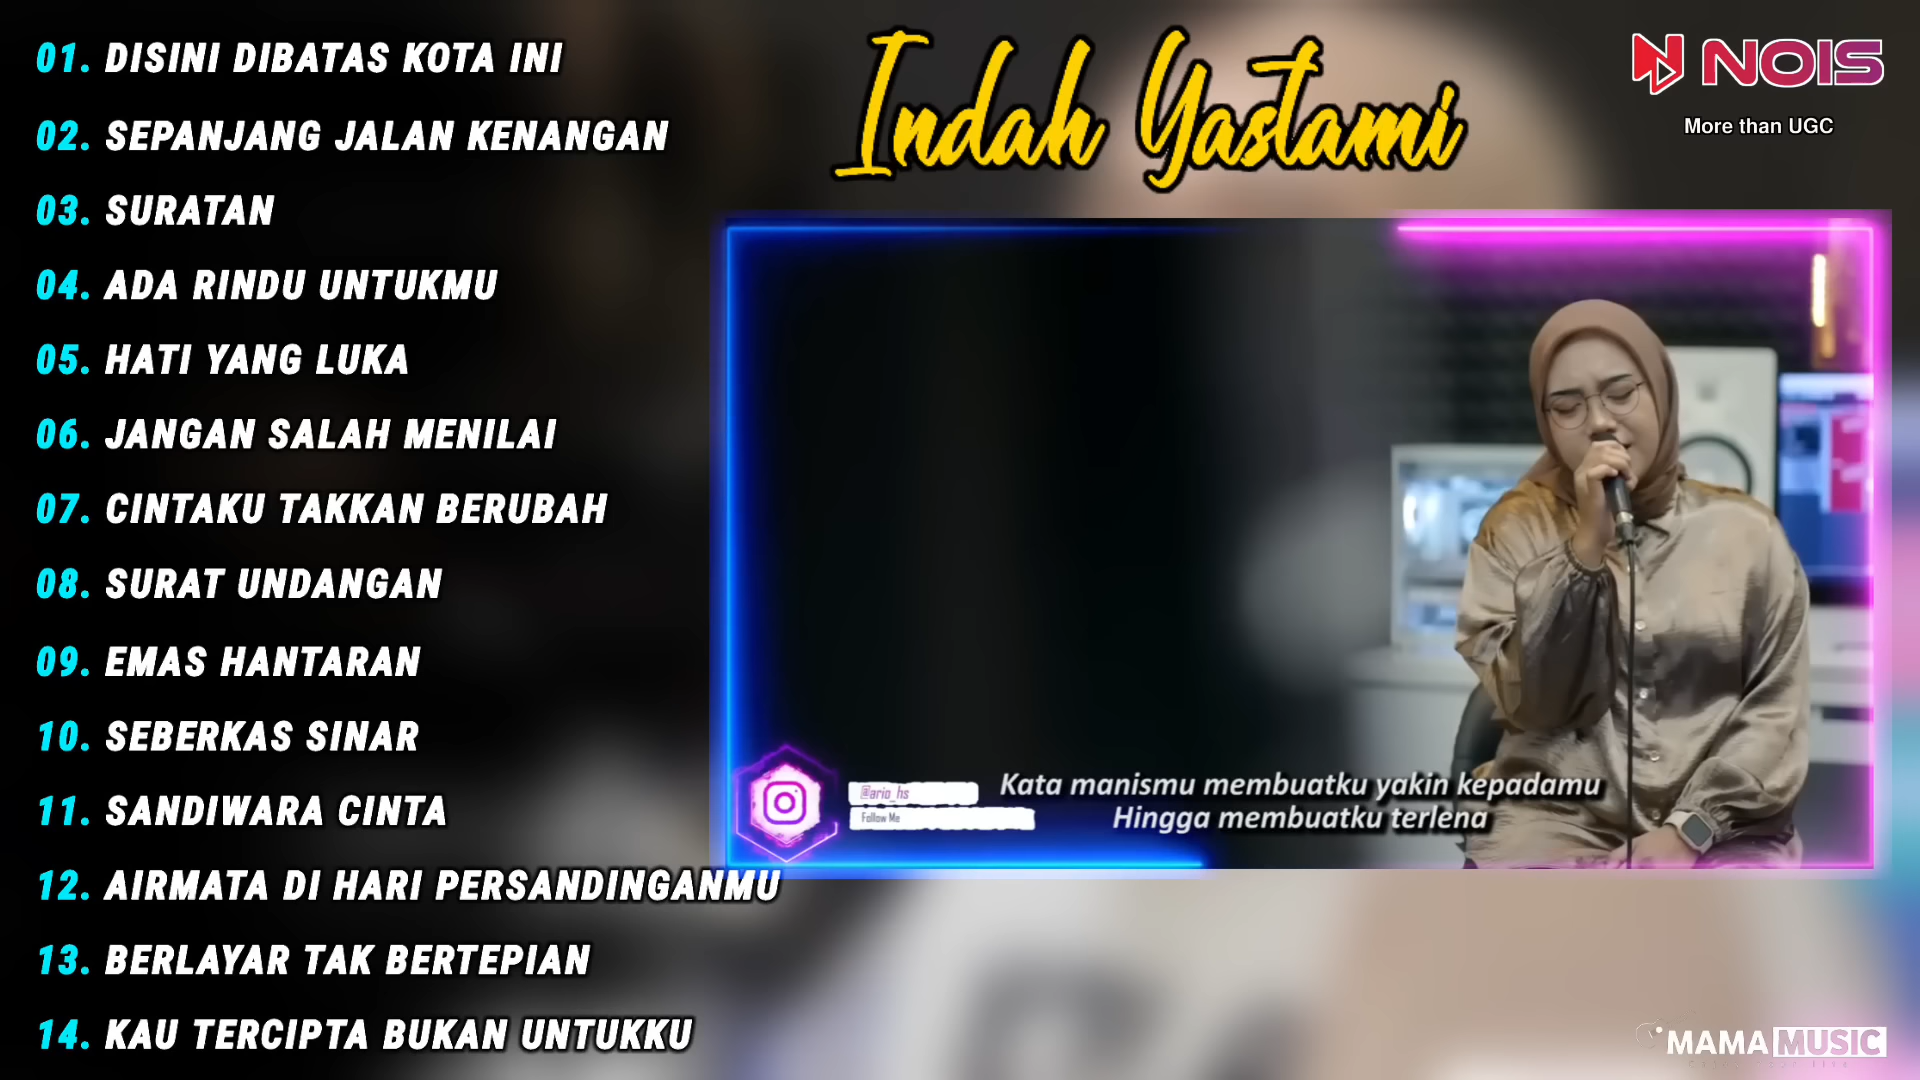 01. DISINI DIBATAS KOTA INI
02. SEPANJANG JALAN KENANGAN
03. SURATAN
04. ADA RINDU UNTUKMU
05. HATI YANG LUKA
06. JANGAN SALAH MENILAI
07. CINTAKU TAKKAN BERUBAH
08. SURAT UNDANGAN
09. EMAS HANTARAN
10. SEBERKAS SINAR
11. SANDIWARA CINTA
12. AIRMATA DI HARI PERSANDINGANMU
13. BERLAYAR TAK BERTEPIAN
14. KAU TERCIPTA BUKAN UNTUKKU
Indah Yastami
NOIS
More than UGC
@ario_hs
Follow Me
Kata manismu membuatku yakin kepadamu
Hingga membuatku terlena
MAMA MUSIC